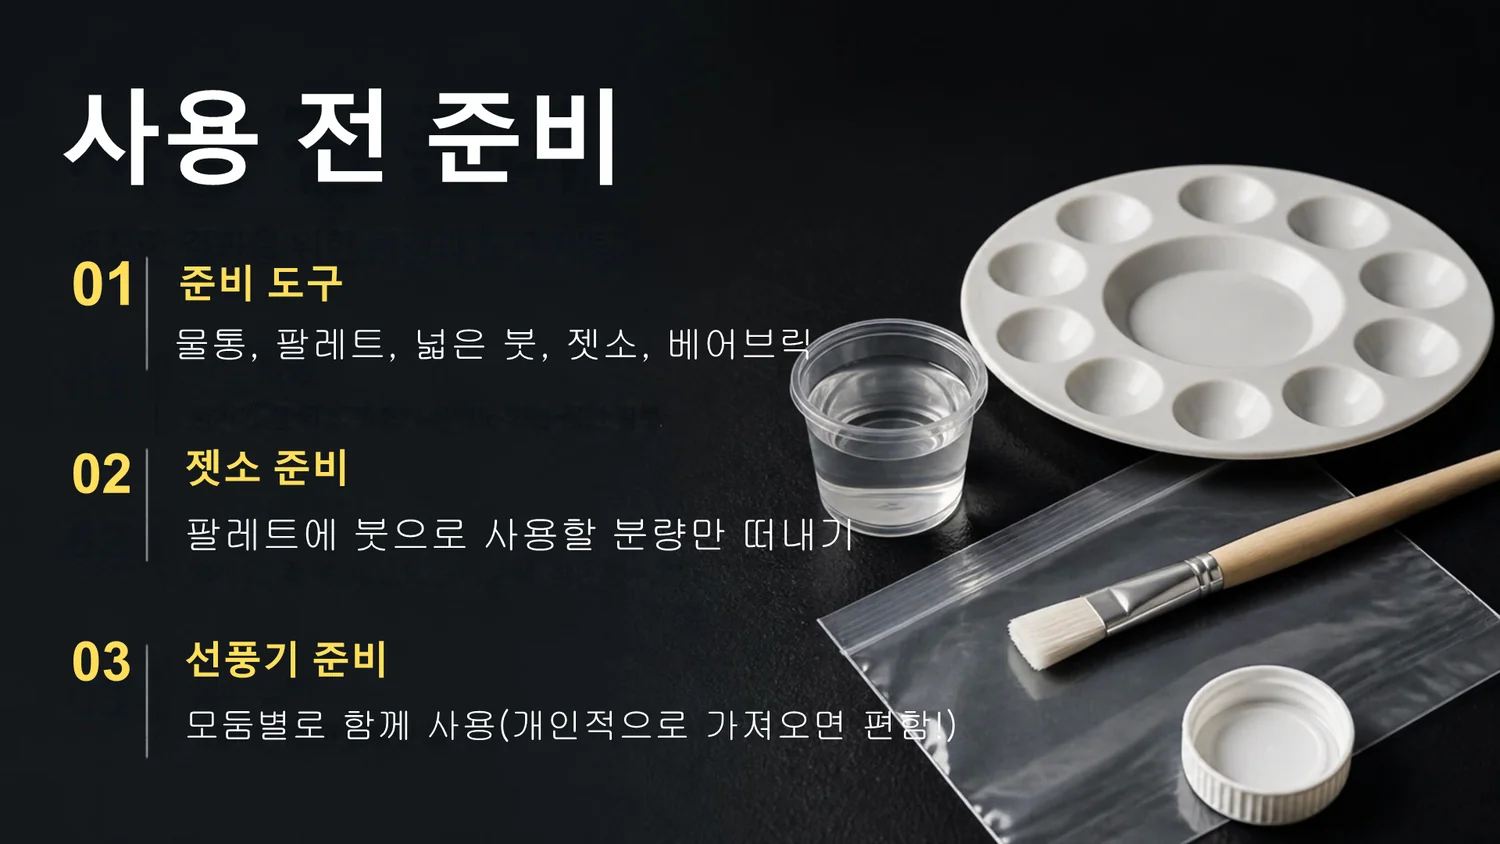 사용 전 준비
01
준비 도구
물통, 팔레트, 넓은 붓, 젯소, 베어브릭
02
젯소 준비
팔레트에 붓으로 사용할 분량만 떠내기
03
선풍기 준비
모둠별로 함께 사용(개인적으로 가져오면 편함!)